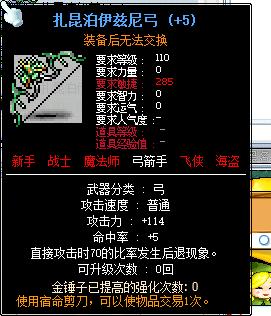 扎昆泊伊兹尼弓 (+5)
装备后无法交换
要求等级: 110
要求力量: 0
要求敏捷: 285
要求智力: 0
要求运气: 0
要求人气度: -
道具等级: -
道具经验值: -
新手 战士 魔法师 弓箭手 飞侠 海盗
武器分类 : 弓
攻击速度 : 普通
攻击力 : +114
命中率 : +5
直接攻击时70的比率发生后退现象。
可升级次数 : 0回
金锤子已提高的强化次数: 0
使用宿命剪刀，可以使物品交易1次。